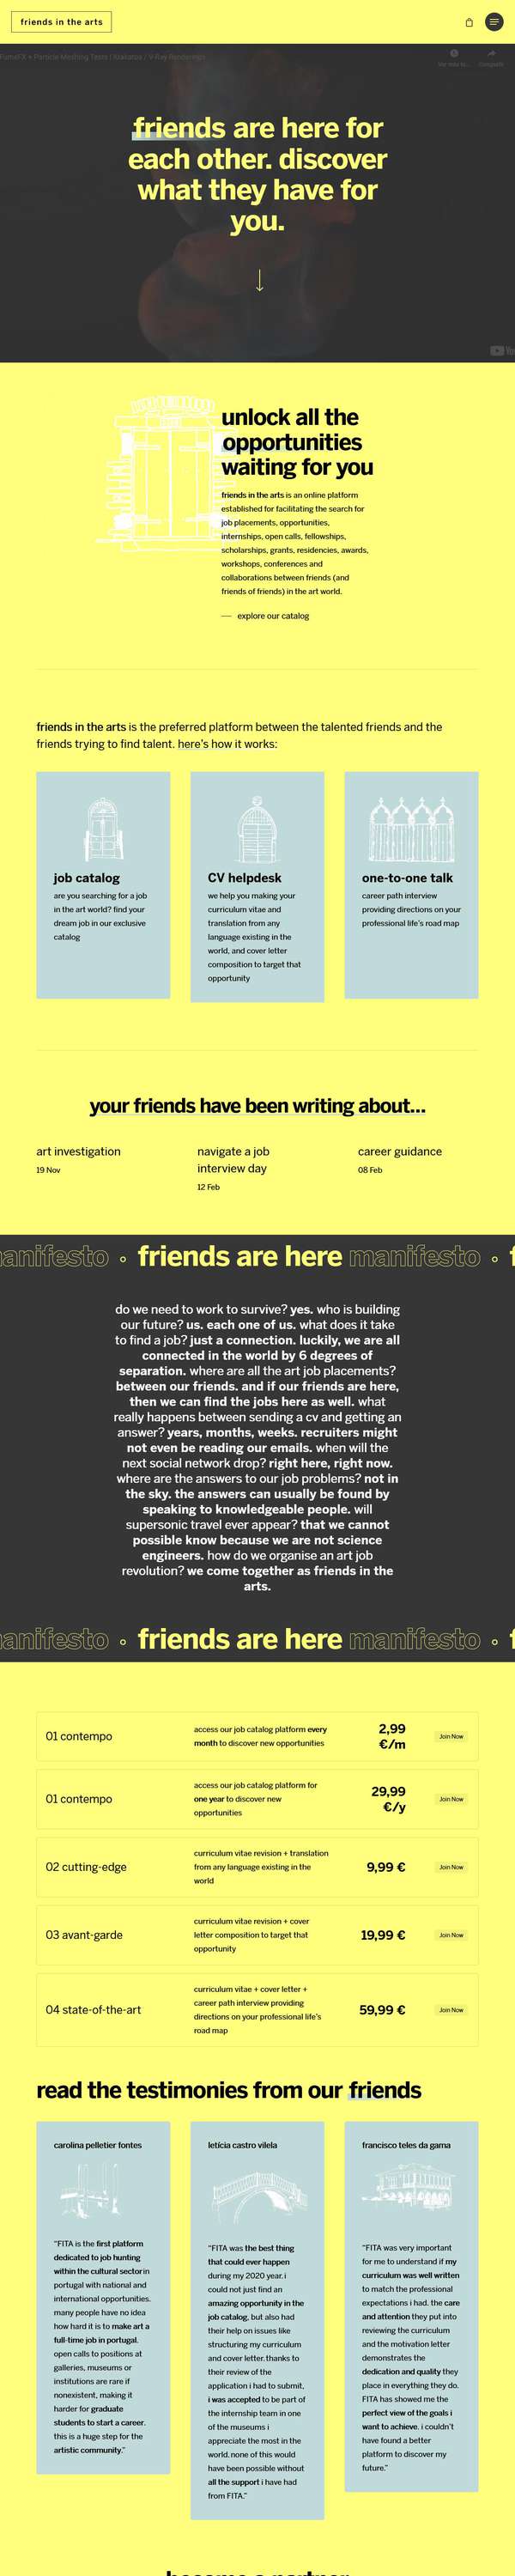 friends in the arts
friends are here for
each other. discover
what they have for
you.
unlock all the
opportunities
waiting for you
friends in the arts is an online platform
established for facilitating the search for
job placements, opportunities,
internships, open calls, fellowships,
scholarships, grants, residencies, awards,
workshops, conferences and
collaborations between friends (and
friends of friends) in the art world.
explore our catalog
friends in the arts is the preferred platform between the talented friends and the
friends trying to find talent. here's how it works:
job catalog
are you searching for a job
in the art world? find your
dream job in our exclusive
catalog
CV helpdesk
we help you making your
curriculum vitae and
translation from any
language existing in the
world, and cover letter
composition to target that
opportunity
one-to-one talk
career path interview
providing directions on your
professional life's road map
your friends have been writing about...
art investigation
19 Nov
navigate a job
interview day
12 Feb
career guidance
08 Feb
manifesto friends are here manifesto
do we need to work to survive? yes. who is building
our future? us. each one of us. what does it take
to find a job? just a connection. luckily, we are all
connected in the world by 6 degrees of
separation. where are all the art job placements?
between our friends. and if our friends are here,
then we can find the jobs here as well. what
really happens between sending a cv and getting an
answer? years, months, weeks. recruiters might
not even be reading our emails. when will the
next social network drop? right here, right now.
where are the answers to our job problems? not in
the sky. the answers can usually be found by
speaking to knowledgeable people. will
supersonic travel ever appear? that we cannot
possible know because we are not science
engineers. how do we organise an art job
revolution? we come together as friends in the
arts.
manifesto friends are here manifesto
01 contempo
access our job catalog platform every
month to discover new opportunities
2,99
€/m
Join Now
01 contempo
access our job catalog platform for
one year to discover new
opportunities
29,99
€/y
Join Now
02 cutting-edge
curriculum vitae revision + translation
from any language existing in the
world
9,99 €
Join Now
03 avant-garde
curriculum vitae revision + cover
letter composition to target that
opportunity
19,99 €
Join Now
04 state-of-the-art
curriculum vitae + cover letter +
career path interview providing
directions on your professional life's
road map
59,99 €
Join Now
read the testimonies from our friends
carolina pelletier fontes
"FITA is the first platform
dedicated to job hunting
within the cultural sector in
portugal with national and
international opportunities.
many people have no idea
how hard it is to make art a
full-time job in portugal.
open calls to positions at
galleries, museums or
institutions are rare if
nonexistent, making it
harder for graduate
students to start a career.
this is a huge step for the
artistic community."
letícia castro vilela
"FITA was the best thing
that could ever happen
during my 2020 year. i
could not just find an
amazing opportunity in the
job catalog, but also had
their help on issues like
structuring my curriculum
and cover letter. thanks to
their review of the
application i had to submit,
i was accepted to be part of
the internship team in one
of the museums i
appreciate the most in the
world. none of this would
have been possible without
all the support i have had
from FITA."
francisco teles da gama
"FITA was very important
for me to understand if my
curriculum was well written
to match the professional
expectations i had. the care
and attention they put into
reviewing the curriculum
and the motivation letter
demonstrates the
dedication and quality they
place in everything they do.
FITA has showed me the
perfect view of the goals i
want to achieve. i couldn't
have found a better
platform to discover my
future."
become a partner